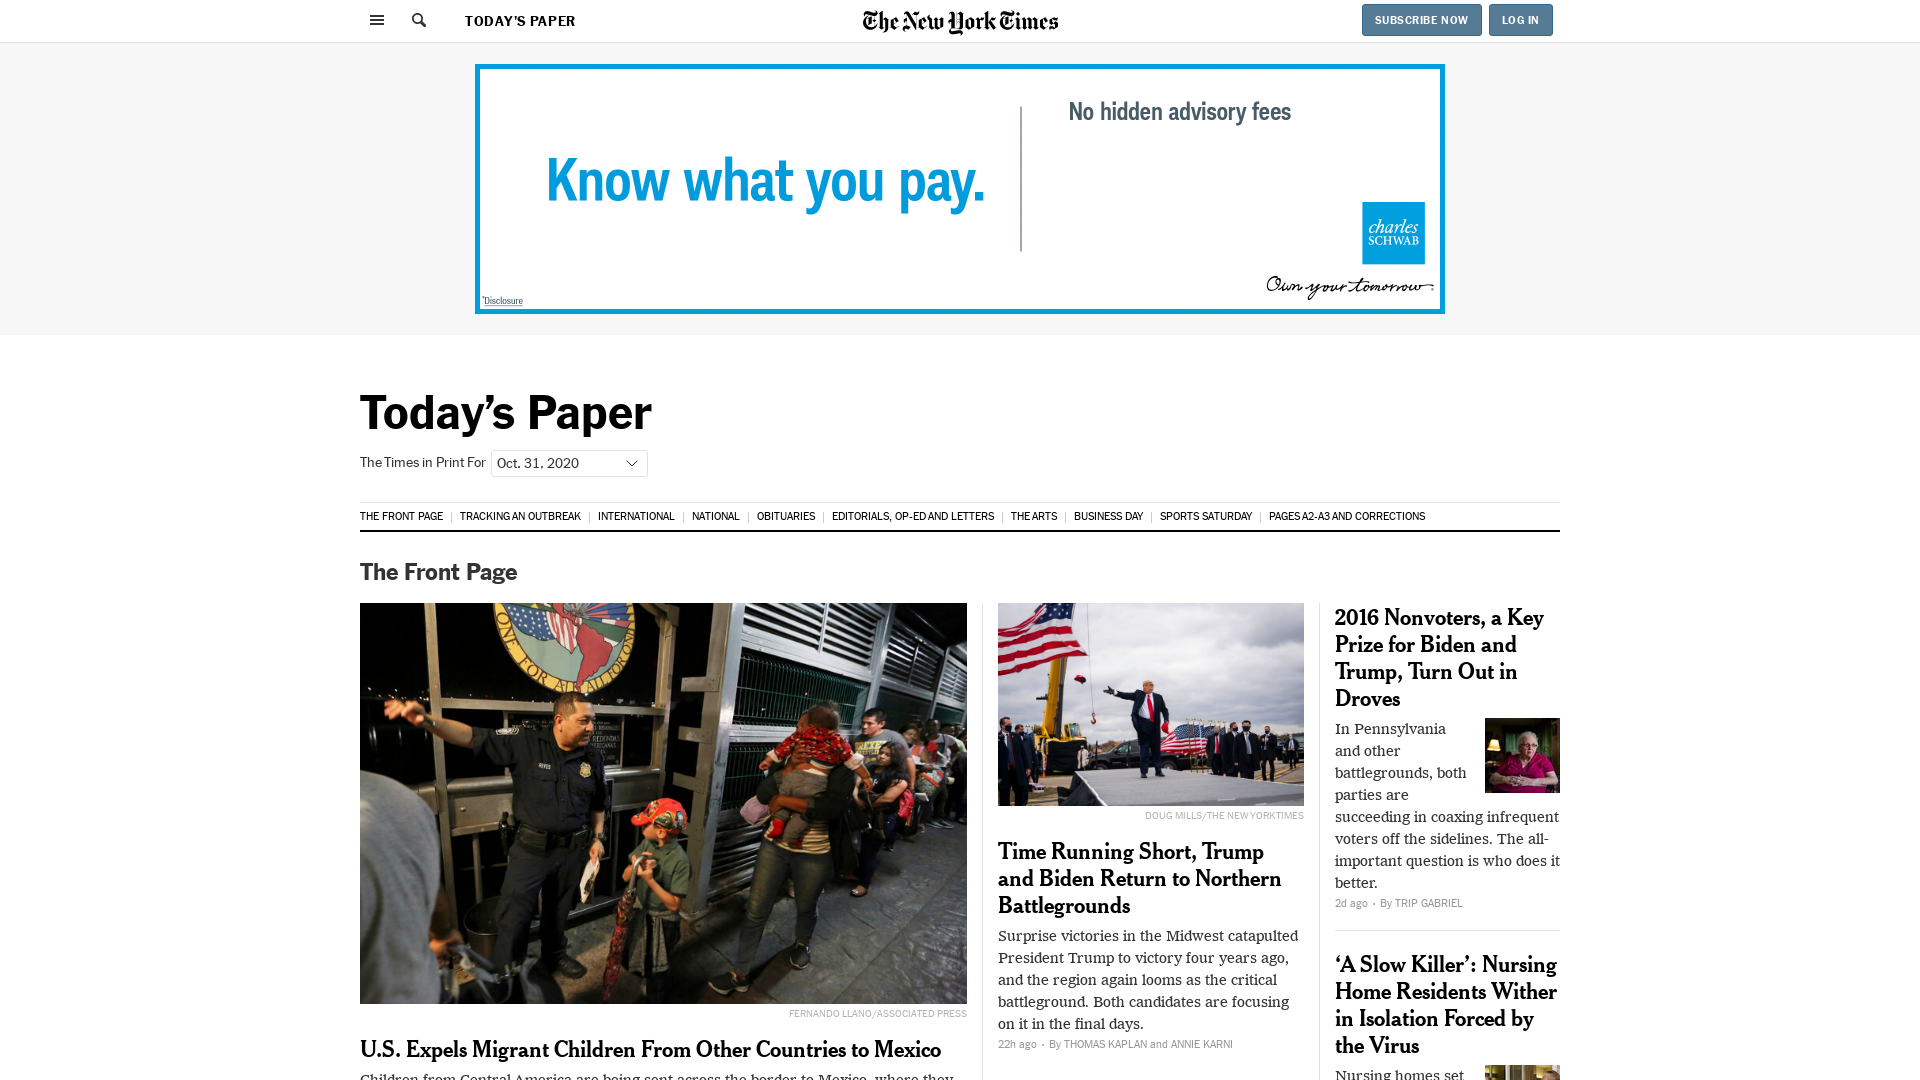 TODAY'S PAPER
The New York Times
SUBSCRIBE NOW
LOG IN
Know what you pay.
No hidden advisory fees
charles
SCHWAB
Own your tomorrow.
*Disclosure
Today's Paper
The Times in Print For Oct. 31, 2020
THE FRONT PAGE
TRACKING AN OUTBREAK
INTERNATIONAL
NATIONAL
OBITUARIES
EDITORIALS, OP-ED AND LETTERS
THE ARTS
BUSINESS DAY
SPORTS SATURDAY
PAGES A2-A3 AND CORRECTIONS
The Front Page
FERNANDO LLANO/ASSOCIATED PRESS
U.S. Expels Migrant Children From Other Countries to Mexico
Children from Central America are being sent across the border to Mexico, where they
DOUG MILLS/THE NEW YORK TIMES
Time Running Short, Trump
and Biden Return to Northern
Battlegrounds
Surprise victories in the Midwest catapulted
President Trump to victory four years ago,
and the region again looms as the critical
battleground. Both candidates are focusing
on it in the final days.
22h ago • By THOMAS KAPLAN and ANNIE KARNI
2016 Nonvoters, a Key
Prize for Biden and
Trump, Turn Out in
Droves
In Pennsylvania
and other
battlegrounds, both
parties are
succeeding in coaxing infrequent
voters off the sidelines. The all-
important question is who does it
better.
2d ago • By TRIP GABRIEL
‘A Slow Killer’: Nursing
Home Residents Wither
in Isolation Forced by
the Virus
Nursing homes set